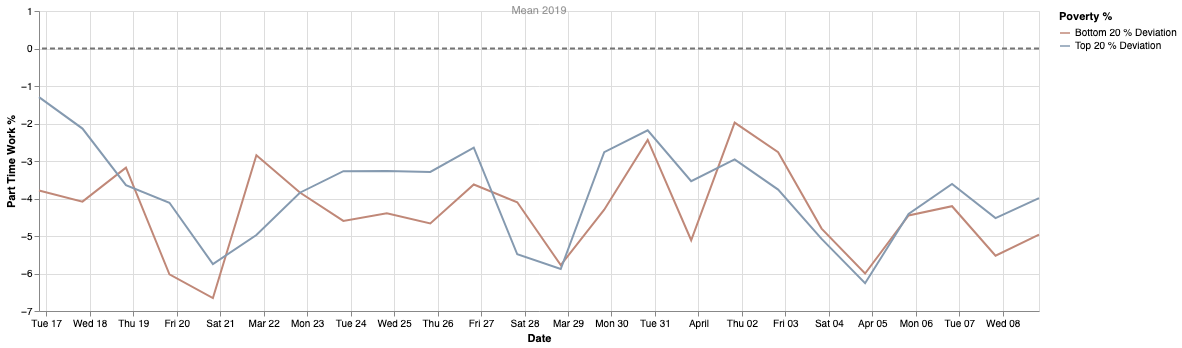 Mean 2019
Poverty %
Bottom 20 % Deviation
Top 20 % Deviation
1
0
−1
−2
−3
−4
−5
−6
−7
Part Time Work %
Tue 17 Wed 18 Thu 19 Fri 20 Sat 21 Mar 22 Mon 23 Tue 24 Wed 25 Thu 26 Fri 27 Sat 28 Mar 29 Mon 30 Tue 31 April Thu 02 Fri 03 Sat 04 Apr 05 Mon 06 Tue 07 Wed 08
Date